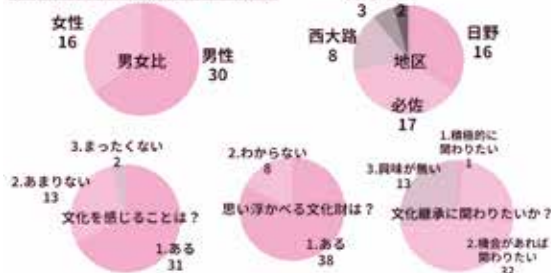 女性
16
男性
30
男女比
3
2
西大路
8
日野
16
地区
必佐
17
3.まったくない
2
2.あまりない
13
文化を感じることは？
1.ある
31
2.わからない
8
思い浮かべる文化財は？
1.ある
38
1.積極的に
関わりたい
1
3.興味が無い
13
文化継承に関わりたいか？
2.機会があれば
関わりたい